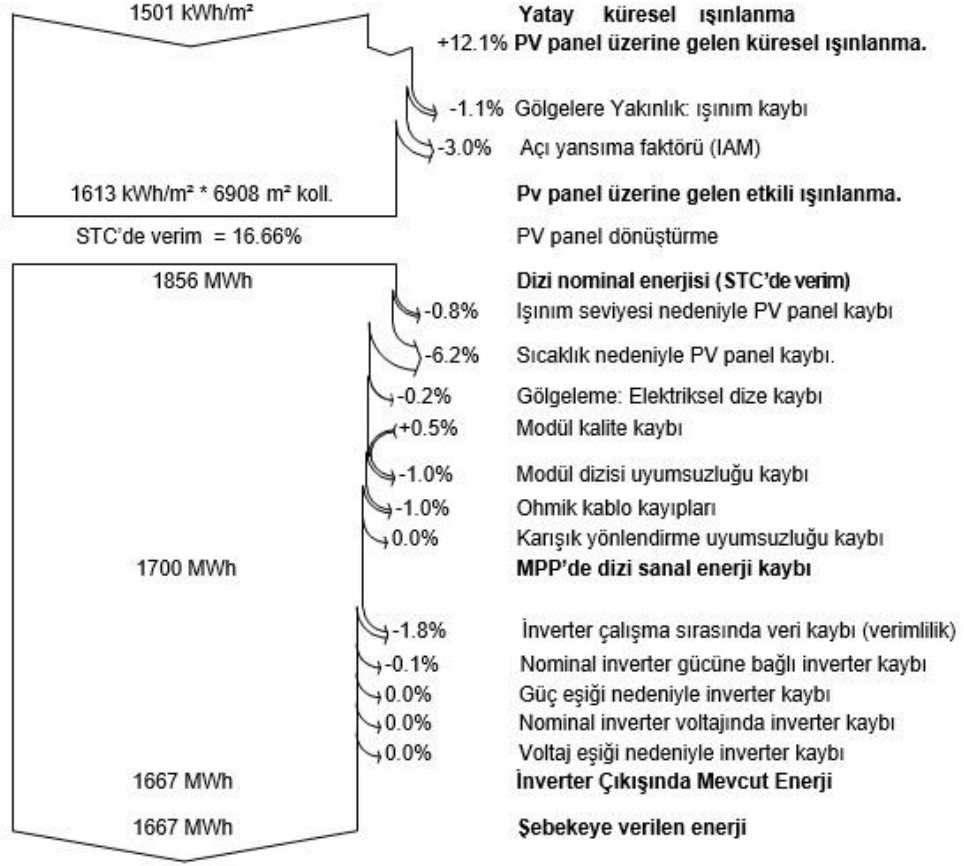 1501 kWh/m² Yatay küresel ışınlanma
+12.1% PV panel üzerine gelen küresel ışınlanma.
-1.1% Gölgelere Yakınlık: ışınım kaybı
-3.0% Açı yansıma faktörü (IAM)
1613 kWh/m² * 6908 m² koll. Pv panel üzerine gelen etkili ışınlanma.
STC'de verim = 16.66% PV panel dönüştürme
1856 MWh Dizi nominal enerjisi (STC'de verim)
-0.8% Işınım seviyesi nedeniyle PV panel kaybı
-6.2% Sıcaklık nedeniyle PV panel kaybı.
-0.2% Gölgeleme: Elektriksel dize kaybı
+0.5% Modül kalite kaybı
-1.0% Modül dizisi uyumsuzluğu kaybı
-1.0% Ohmik kablo kayıpları
0.0% Karışık yönlendirme uyumsuzluğu kaybı
1700 MWh MPP'de dizi sanal enerji kaybı
-1.8% İnverter çalışma sırasında veri kaybı (verimlilik)
-0.1% Nominal inverter gücüne bağlı inverter kaybı
0.0% Güç eşiği nedeniyle inverter kaybı
0.0% Nominal inverter voltajında inverter kaybı
0.0% Voltaj eşiği nedeniyle inverter kaybı
1667 MWh İnverter Çıkışında Mevcut Enerji
1667 MWh Şebekeye verilen enerji